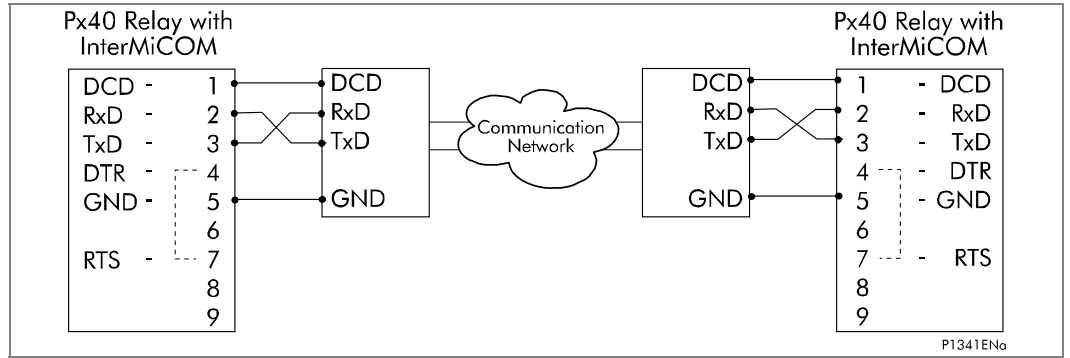 Px40 Relay with
InterMiCOM
DCD - 1
RxD - 2
TxD - 3
DTR - 4
GND - 5
6
RTS - 7
8
9
DCD
RxD
TxD
GND
Communication
Network
DCD
RxD
TxD
GND
Px40 Relay with
InterMiCOM
1 - DCD
2 - RxD
3 - TxD
4 - DTR
5 - GND
6
7 - RTS
8
9
P1341ENa